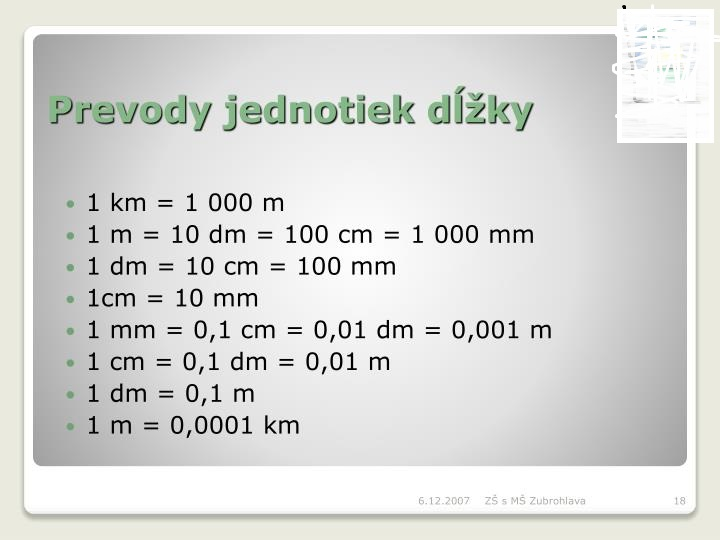 Prevody jednotiek dĺžky
1 km = 1 000 m
1 m = 10 dm = 100 cm = 1 000 mm
1 dm = 10 cm = 100 mm
1cm = 10 mm
1 mm = 0,1 cm = 0,01 dm = 0,001 m
1 cm = 0,1 dm = 0,01 m
1 dm = 0,1 m
1 m = 0,0001 km
6.12.2007 ZŠ s MŠ Zubrohlava 18